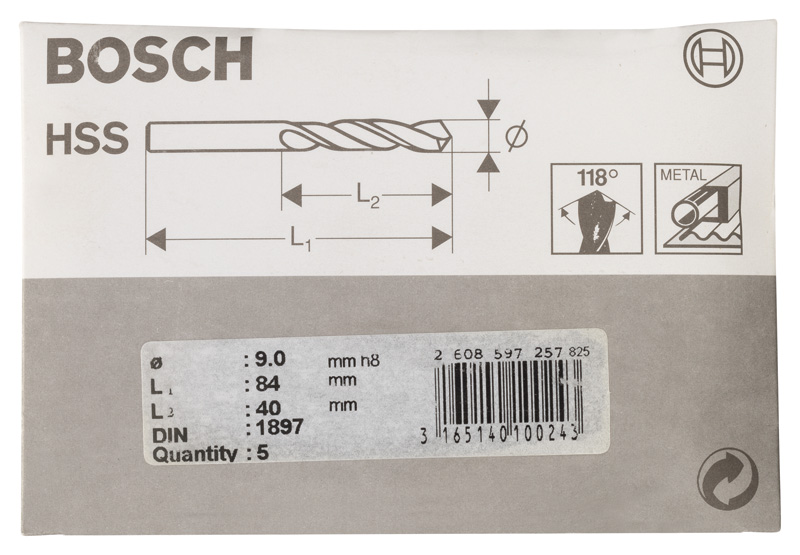 BOSCH
HSS
Ø
L2
L1
118°
METAL
ø : 9.0 mm h8
L1 : 84 mm
L2 : 40 mm
DIN : 1897
Quantity : 5
2 608 597 257 825
3 165140 100243